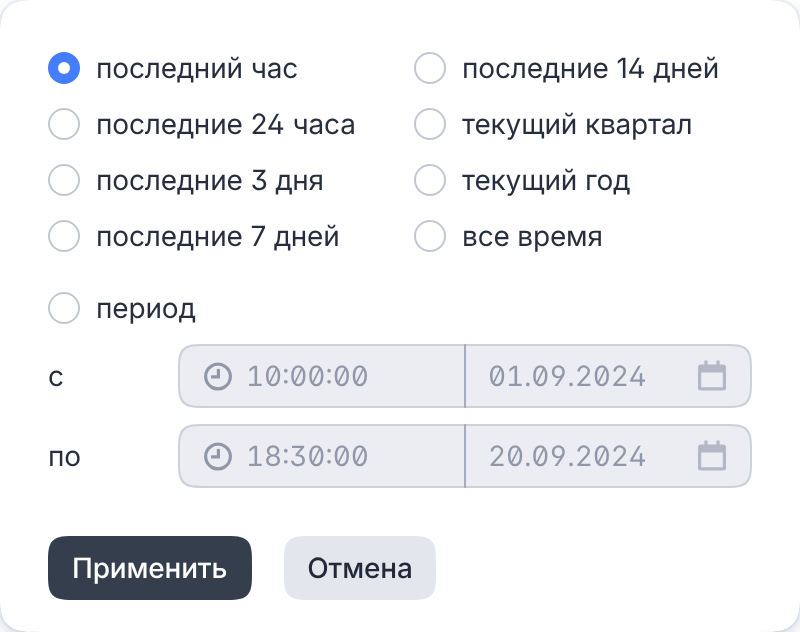 последний час
последние 14 дней
последние 24 часа
текущий квартал
последние 3 дня
текущий год
последние 7 дней
все время
период
с 10:00:00 01.09.2024
по 18:30:00 20.09.2024
Применить Отмена